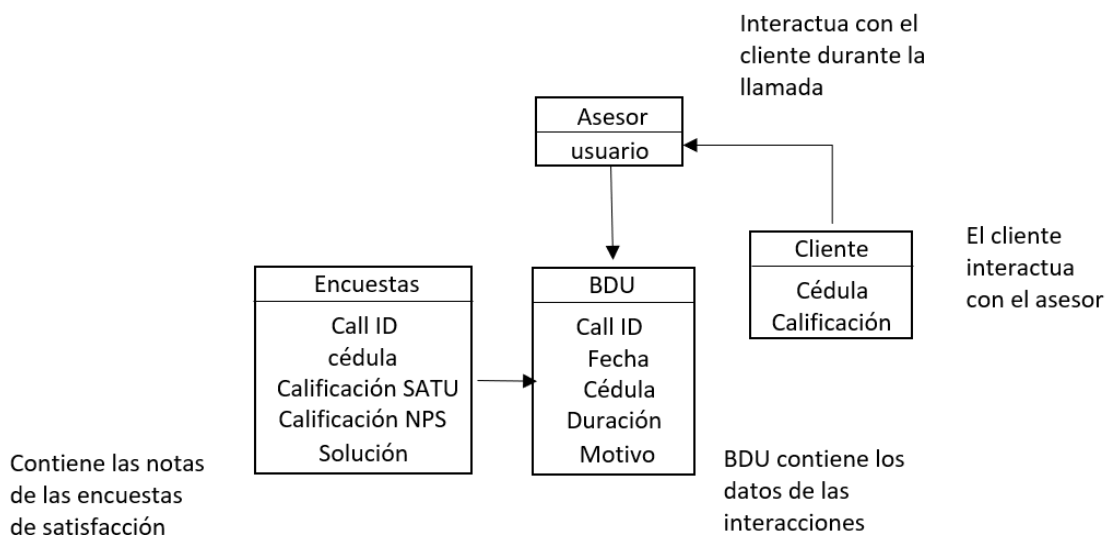 Interactua con el
cliente durante la
llamada
Asesor
usuario
Cliente
Cédula
Calificación
El cliente
interactua
con el asesor
Encuestas
Call ID
cédula
Calificación SATU
Calificación NPS
Solución
BDU
Call ID
Fecha
Cédula
Duración
Motivo
Contiene las notas
de las encuestas
de satisfacción
BDU contiene los
datos de las
interacciones